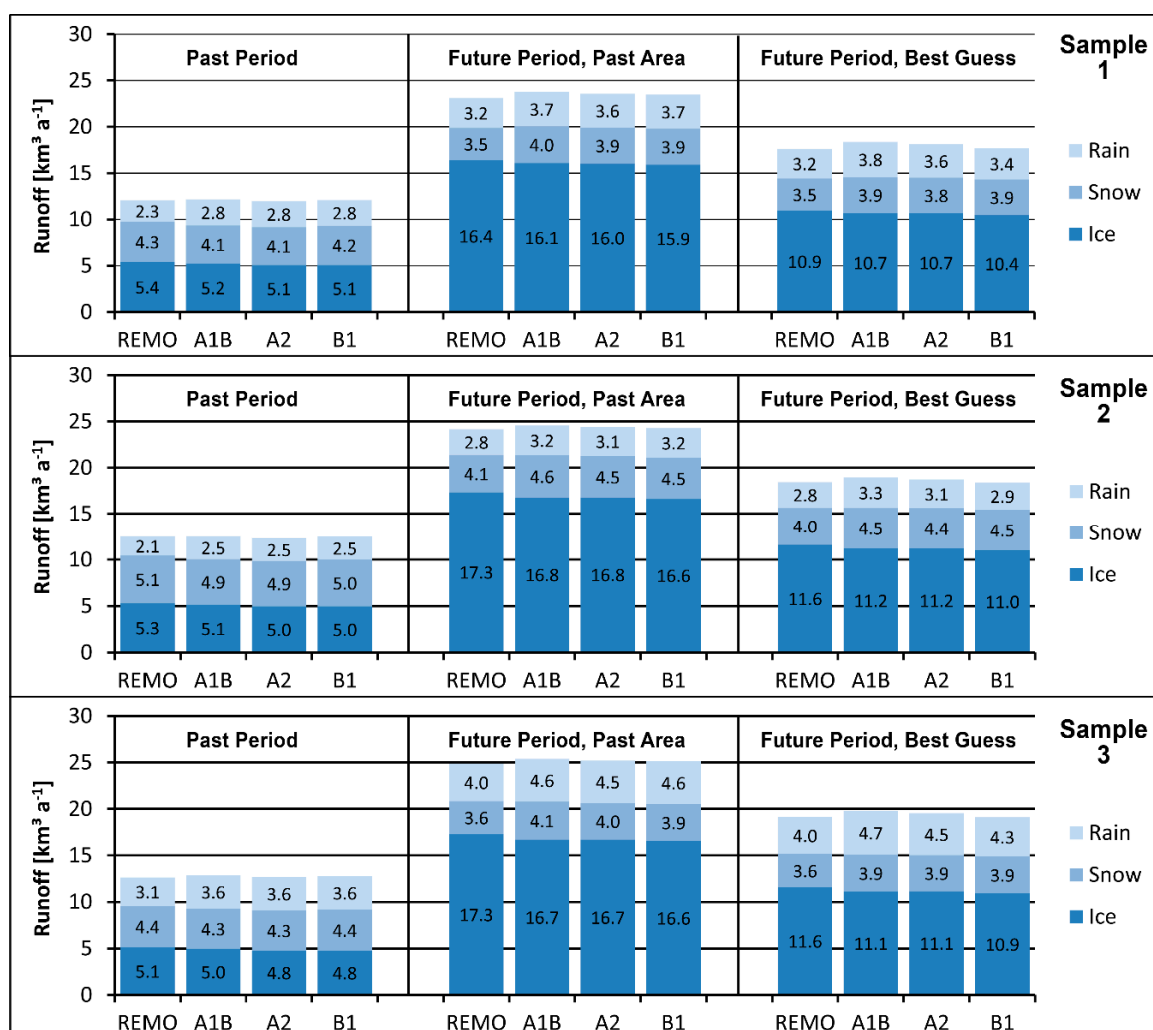 30
25
20
15
10
5
0
Runoff [km³ a⁻¹]
Past Period
Future Period, Past Area
Future Period, Best Guess
Sample
1
2.3 2.8 2.8 2.8 3.2 3.7 3.6 3.7 3.2 3.8 3.6 3.4
4.3 4.1 4.1 4.2 3.5 4.0 3.9 3.9 3.5 3.9 3.8 3.9
5.4 5.2 5.1 5.1 16.4 16.1 16.0 15.9 10.9 10.7 10.7 10.4
Rain
Snow
Ice
REMO A1B A2 B1 REMO A1B A2 B1 REMO A1B A2 B1
30
25
20
15
10
5
0
Runoff [km³ a⁻¹]
Past Period
Future Period, Past Area
Future Period, Best Guess
Sample
2
2.1 2.5 2.5 2.5 2.8 3.2 3.1 3.2 2.8 3.3 3.1 2.9
5.1 4.9 4.9 5.0 4.1 4.6 4.5 4.5 4.0 4.5 4.4 4.5
5.3 5.1 5.0 5.0 17.3 16.8 16.8 16.6 11.6 11.2 11.2 11.0
Rain
Snow
Ice
REMO A1B A2 B1 REMO A1B A2 B1 REMO A1B A2 B1
30
25
20
15
10
5
0
Runoff [km³ a⁻¹]
Past Period
Future Period, Past Area
Future Period, Best Guess
Sample
3
3.1 3.6 3.6 3.6 4.0 4.6 4.5 4.6 4.0 4.7 4.5 4.3
4.4 4.3 4.3 4.4 3.6 4.1 4.0 3.9 3.6 3.9 3.9 3.9
5.1 5.0 4.8 4.8 17.3 16.7 16.7 16.6 11.6 11.1 11.1 10.9
Rain
Snow
Ice
REMO A1B A2 B1 REMO A1B A2 B1 REMO A1B A2 B1